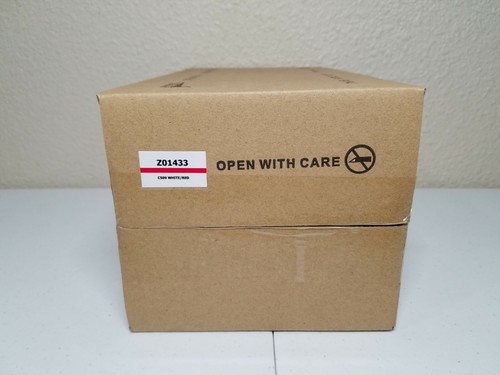 Z01433
C500 WHITE/RED
OPEN WITH CARE